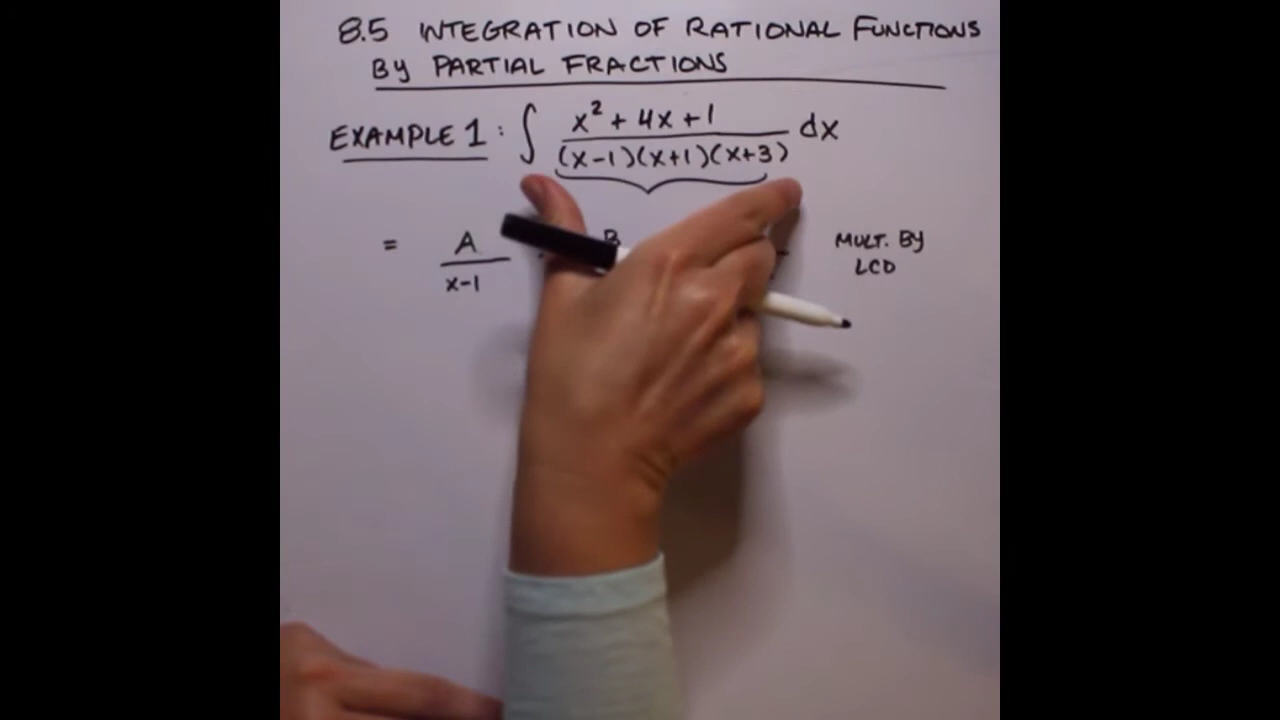 8.5 INTEGRATION OF RATIONAL FUNCTIONS
BY PARTIAL FRACTIONS
EXAMPLE 1: ∫ x² + 4x + 1 / (x-1)(x+1)(x+3) dx
= A / x-1 B MULT. BY
LCD